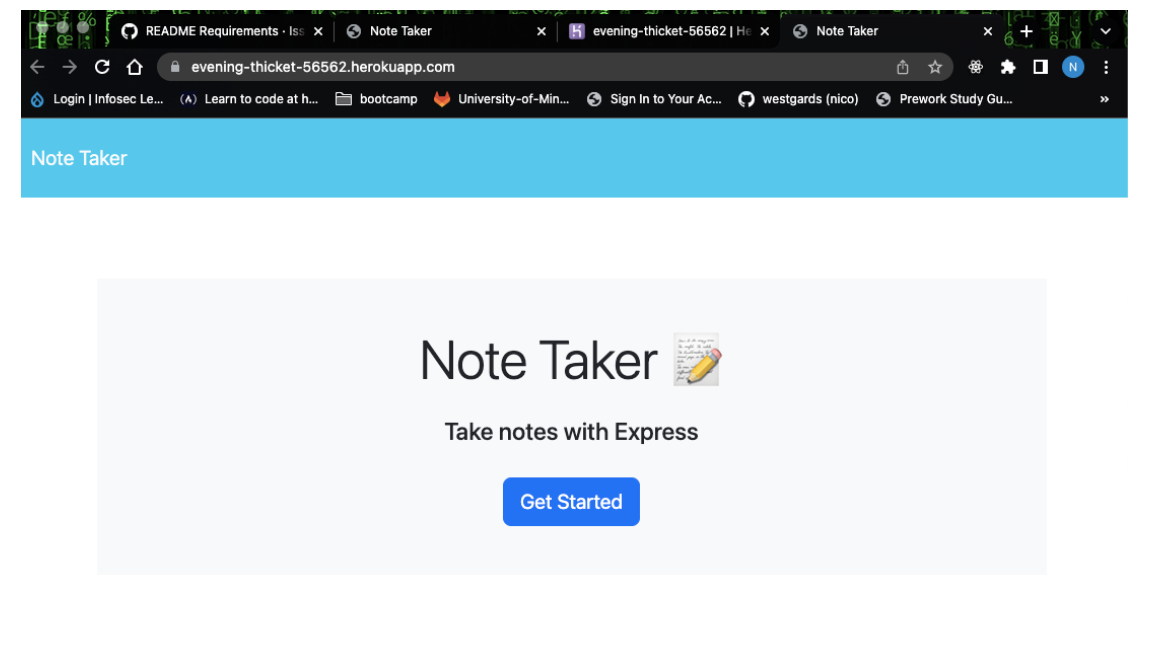 README Requirements · Iss
Note Taker
evening-thicket-56562 | He
Note Taker
evening-thicket-56562.herokuapp.com
N
Login | Infosec Le...
Learn to code at h...
bootcamp
University-of-Min...
Sign In to Your Ac...
westgards (nico)
Prework Study Gu...
»
Note Taker
Note Taker
Take notes with Express
Get Started